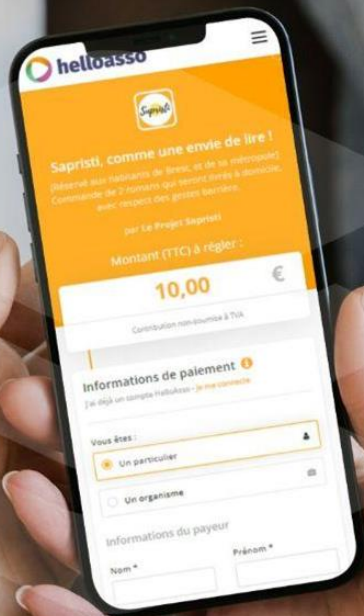 helloasso
Sapristi
Sapristi, comme une envie de lire !
[Réservé aux habitants de Brest, et de sa métropole]
Commande de 2 romans qui seront livrés à domicile,
avec respect des gestes barrière.
par Le Projet Sapristi
Montant (TTC) à régler :
10,00 €
Contribution non-soumise à TVA
Informations de paiement
J'ai déjà un compte HelloAsso - Je me connecte
Vous êtes :
Un particulier
Un organisme
Informations du payeur
Nom * Prénom *